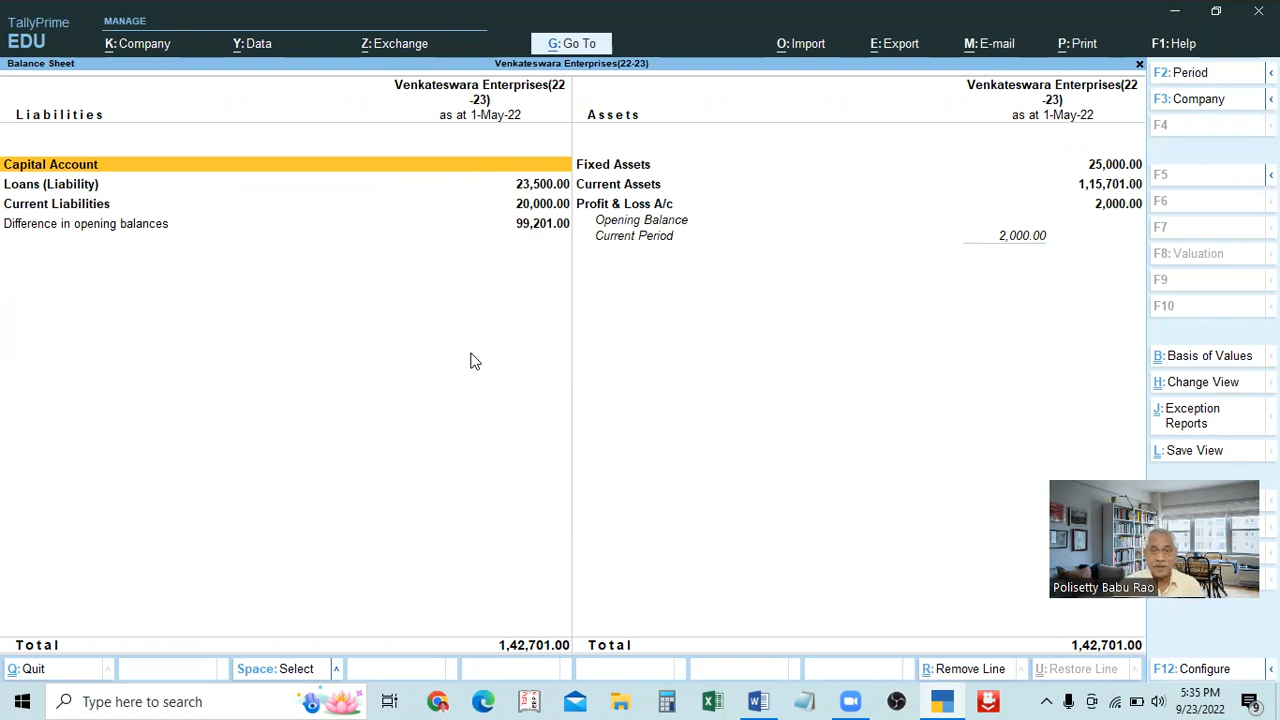 TallyPrime
EDU
MANAGE
K: Company
Y: Data
Z: Exchange
G: Go To
O: Import
E: Export
M: E-mail
P: Print
F1: Help
Balance Sheet
Venkateswara Enterprises(22-23)
Liabilities
Venkateswara Enterprises(22
-23)
as at 1-May-22
Assets
Venkateswara Enterprises(22
-23)
as at 1-May-22
Capital Account
Loans (Liability) 23,500.00
Current Liabilities 20,000.00
Difference in opening balances 99,201.00
Fixed Assets 25,000.00
Current Assets 1,15,701.00
Profit & Loss A/c 2,000.00
Opening Balance
Current Period 2,000.00
Total 1,42,701.00
Total 1,42,701.00
F2: Period
F3: Company
F4
F5
F6
F7
F8: Valuation
F9
F10
B: Basis of Values
H: Change View
J: Exception
Reports
L: Save View
Polisetty Babu Rao
Q: Quit
Space: Select
R: Remove Line
U: Restore Line
F12: Configure
Type here to search
5:35 PM
9/23/2022
9